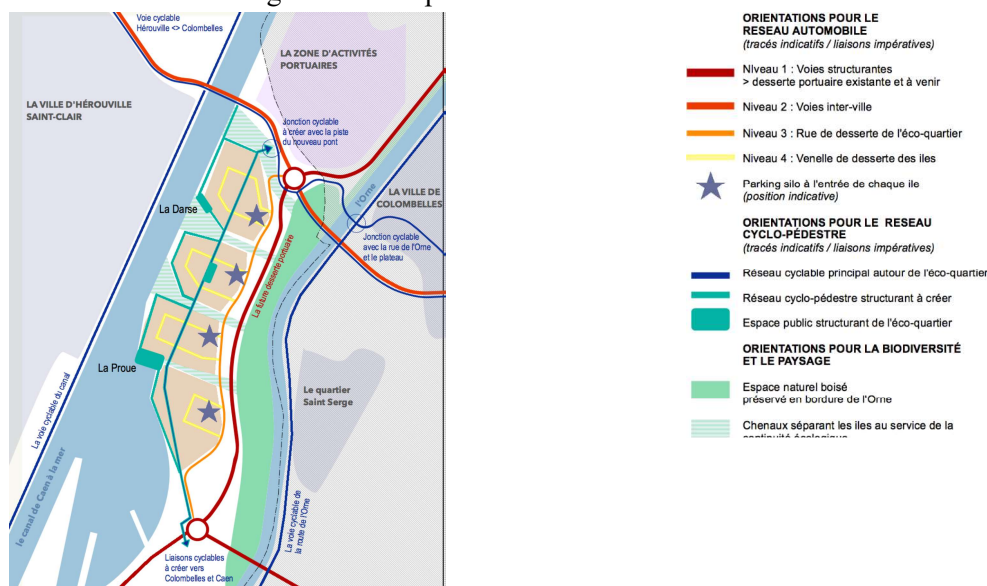 Voie cyclable
Hérouville <> Colombelles
LA ZONE D'ACTIVITÉS
PORTUAIRES
LA VILLE D'HÉROUVILLE
SAINT-CLAIR
Jonction cyclable
à créer avec la piste
du nouveau pont
l'Orne
LA VILLE DE
COLOMBELLES
La Darse
Jonction cyclable
avec la rue de l'Orne
et le plateau
La future desserte portuaire
La Proue
Le quartier
Saint Serge
La voie cyclable du canal
le canal de Caen à la mer
La voie cyclable de
la route de l'Orne
Liaisons cyclables
à créer vers
Colombelles et Caen
ORIENTATIONS POUR LE
RESEAU AUTOMOBILE
(tracés indicatifs / liaisons impératives)
Niveau 1 : Voies structurantes
> desserte portuaire existante et à venir
Niveau 2 : Voies inter-ville
Niveau 3 : Rue de desserte de l'éco-quartier
Niveau 4 : Venelle de desserte des iles
Parking silo à l'entrée de chaque ile
(position indicative)
ORIENTATIONS POUR LE RESEAU
CYCLO-PÉDESTRE
(tracés indicatifs / liaisons impératives)
Réseau cyclable principal autour de l'éco-quartier
Réseau cyclo-pédestre structurant à créer
Espace public structurant de l'éco-quartier
ORIENTATIONS POUR LA BIODIVERSITÉ
ET LE PAYSAGE
Espace naturel boisé
préservé en bordure de l'Orne
Chenaux séparant les iles au service de la